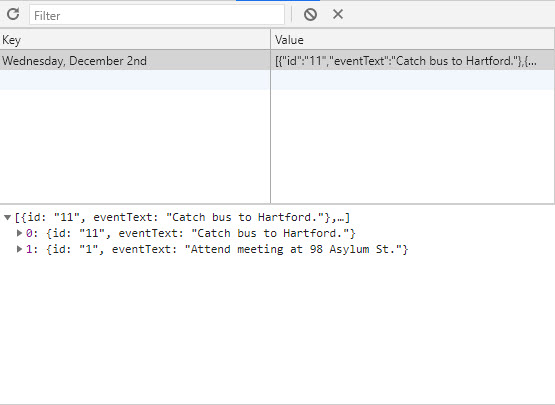 Filter
Key Value
Wednesday, December 2nd [{"id":"11","eventText":"Catch bus to Hartford."},{...
[{id: "11", eventText: "Catch bus to Hartford."},…]
0: {id: "11", eventText: "Catch bus to Hartford."}
1: {id: "1", eventText: "Attend meeting at 98 Asylum St."}